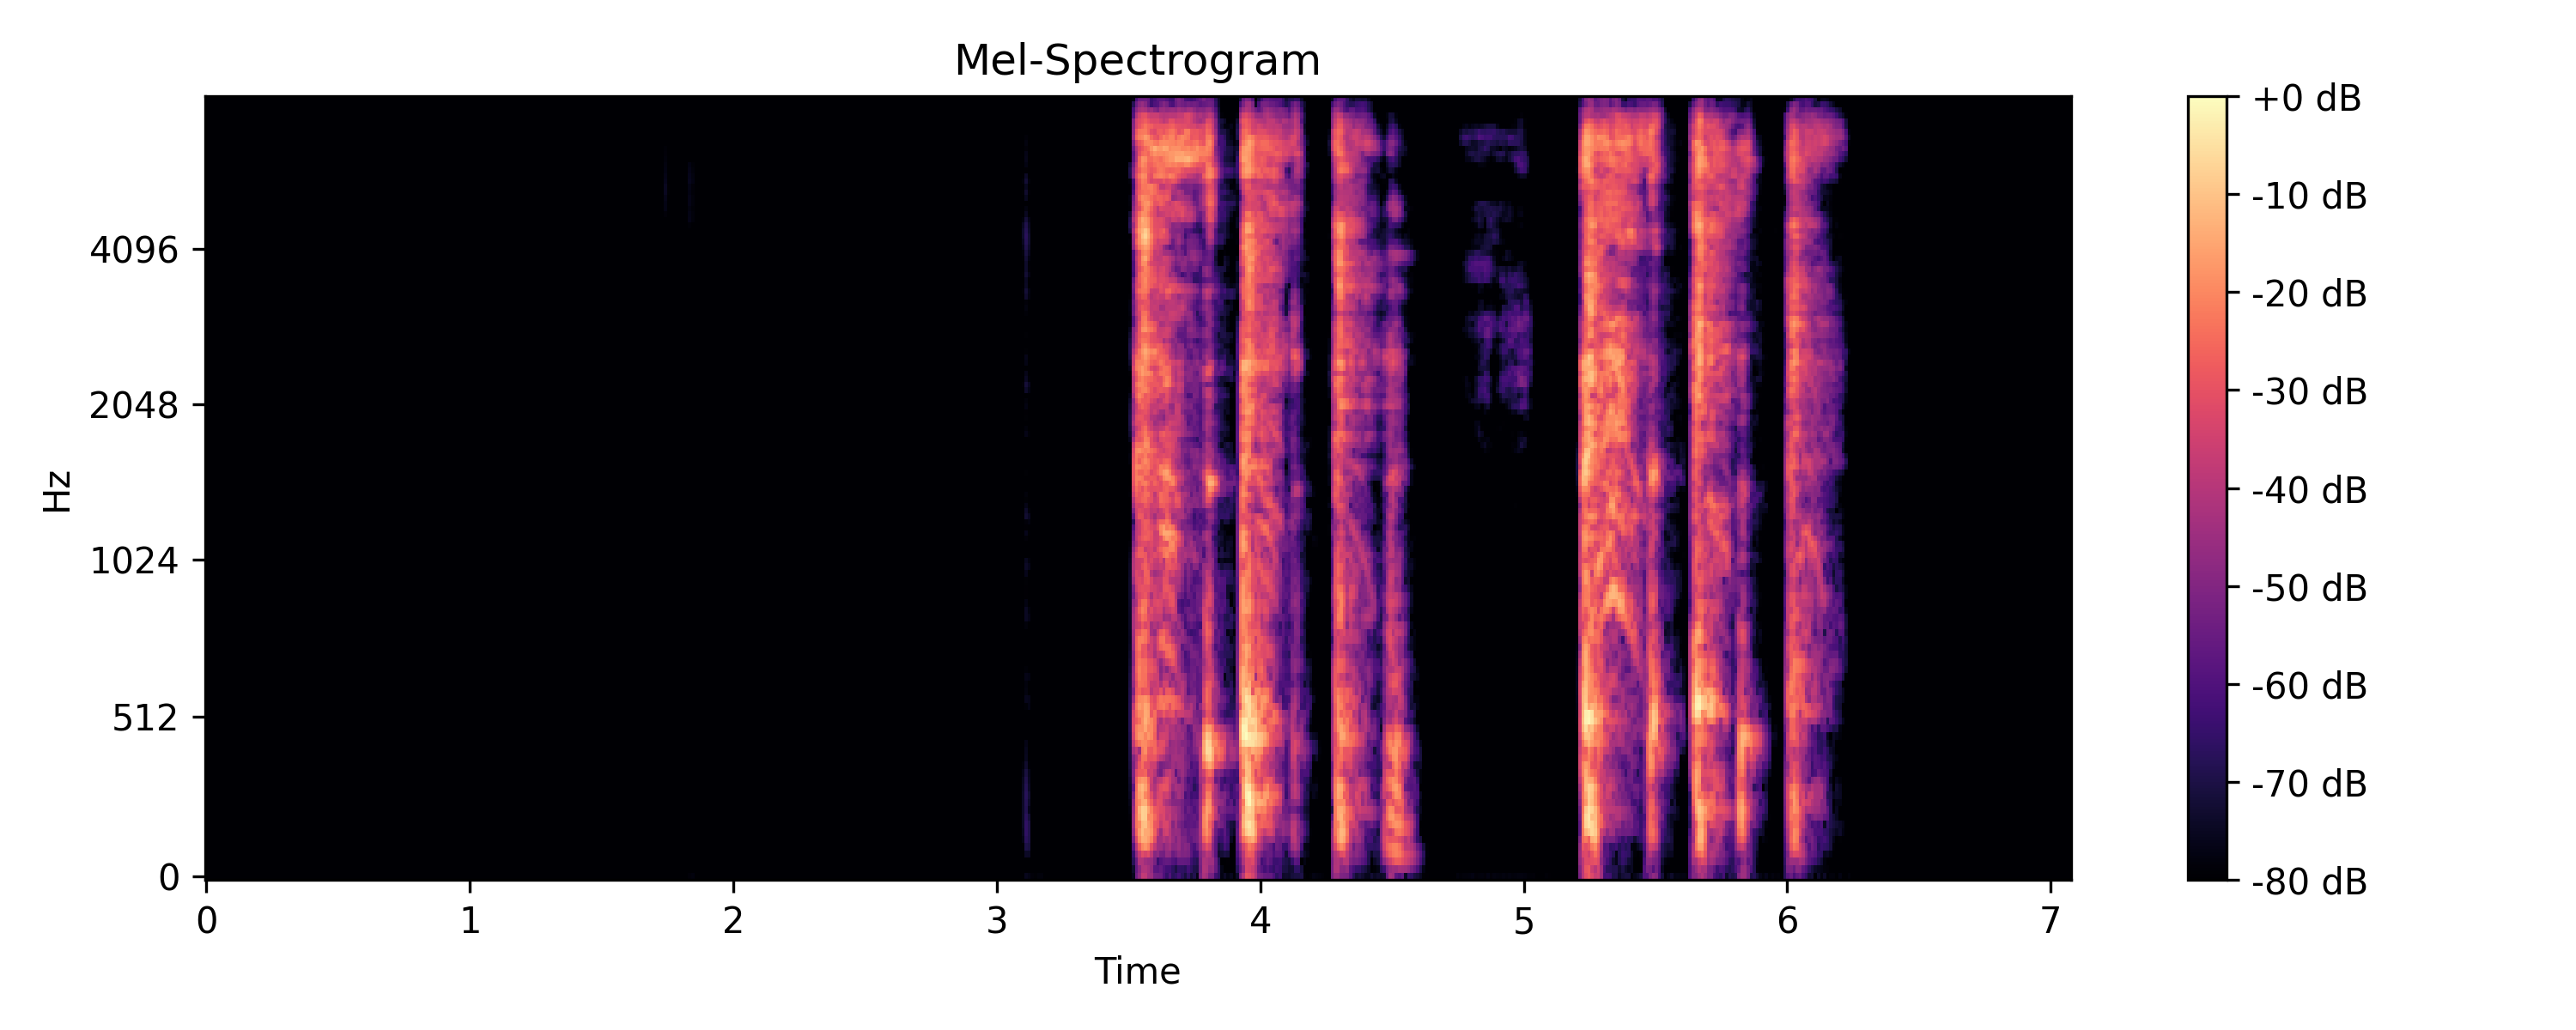 Mel-Spectrogram
+0 dB
4096
-10 dB
-20 dB
2048
-30 dB
Hz
-40 dB
1024
-50 dB
512
-60 dB
-70 dB
0
-80 dB
0 1 2 3 4 5 6 7
Time